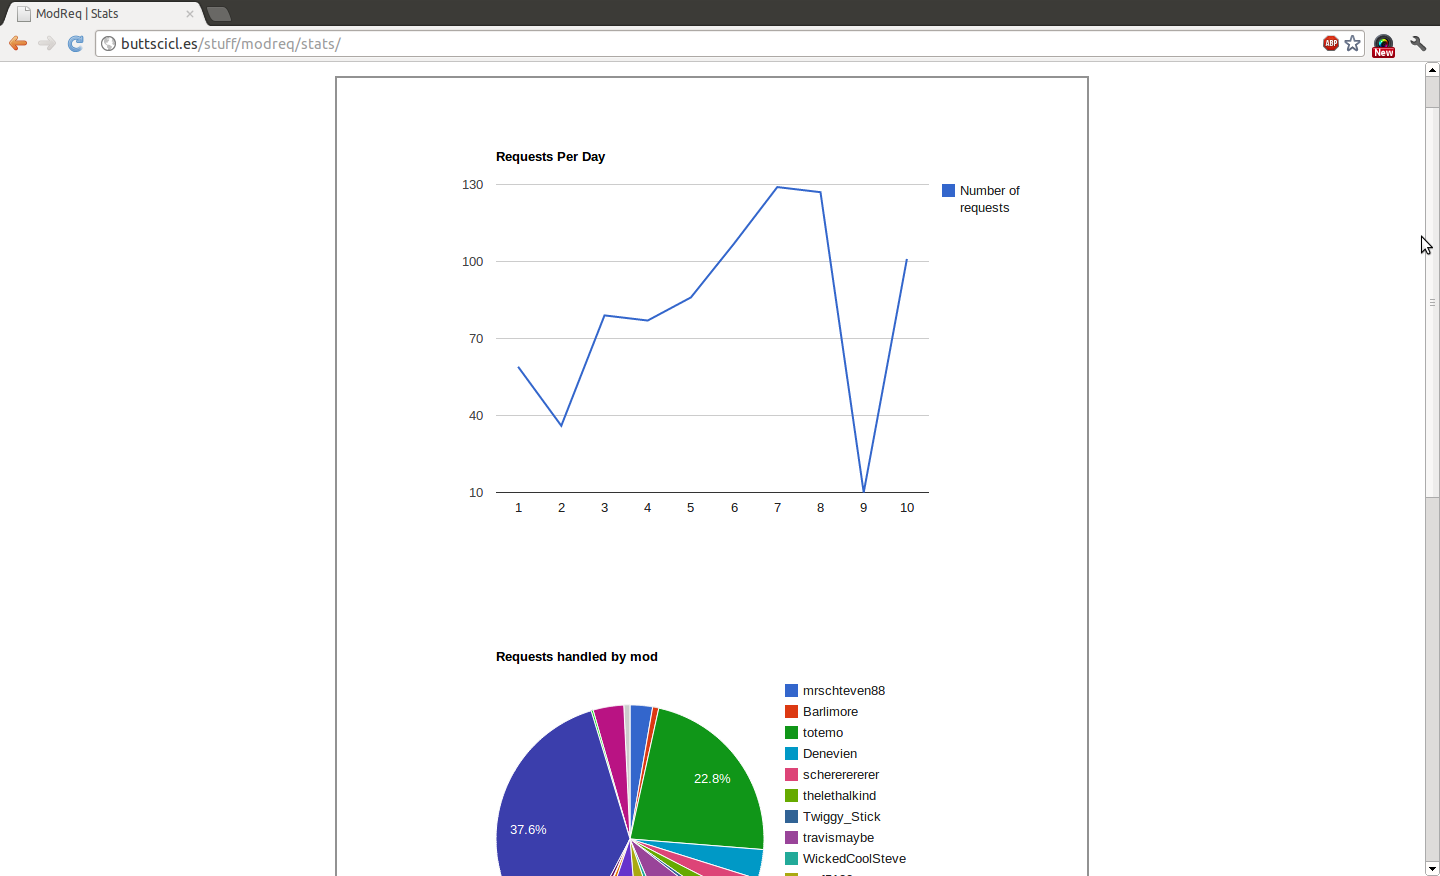 ModReq | Stats
buttscicl.es/stuff/modreq/stats/
ABP
New
Requests Per Day
130
100
70
40
10
1 2 3 4 5 6 7 8 9 10
Number of
requests
Requests handled by mod
22.8%
37.6%
mrschteven88
Barlimore
totemo
Denevien
scherererer
thelethalkind
Twiggy_Stick
travismaybe
WickedCoolSteve